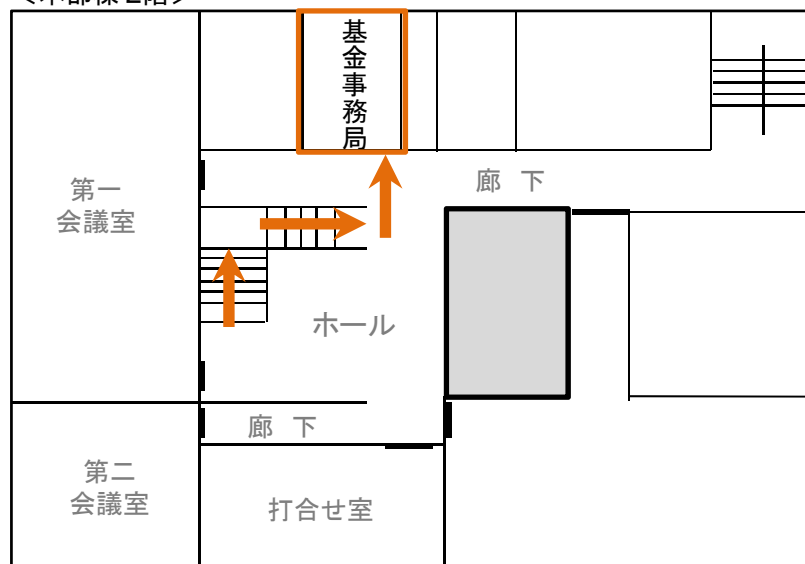 基金事務局
第一
会議室
廊 下
ホール
廊 下
第二
会議室
打合せ室